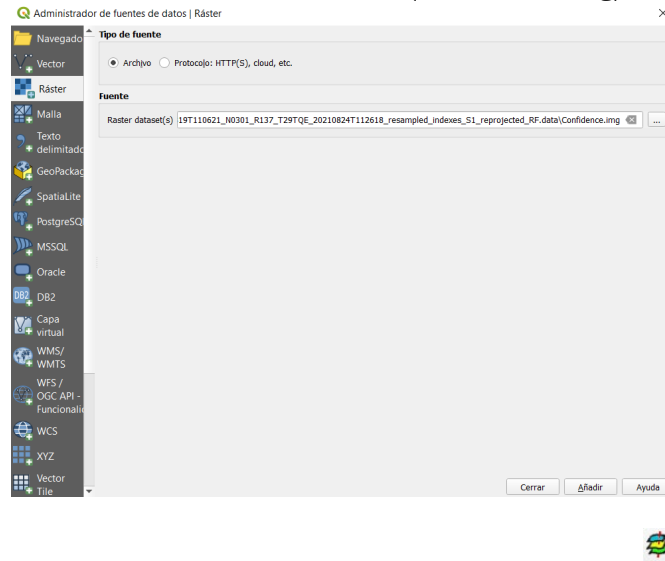 Administrador de fuentes de datos | Ráster
Navegado
Vector
Ráster
Malla
Texto
delimitado
GeoPackag
SpatiaLite
PostgreSQ
MSSQL
Oracle
DB2
DB2
Capa
virtual
WMS/
WMTS
WFS /
OGC API -
Funcionalid
WCS
XYZ
Vector
Tile
Tipo de fuente
Archivo
Protocolo: HTTP(S), cloud, etc.
Fuente
Raster dataset(s) 19T110621_N0301_R137_T29TQE_20210824T112618_resampled_indexes_S1_reprojected_RF.data\Confidence.img ...
Cerrar Añadir Ayuda